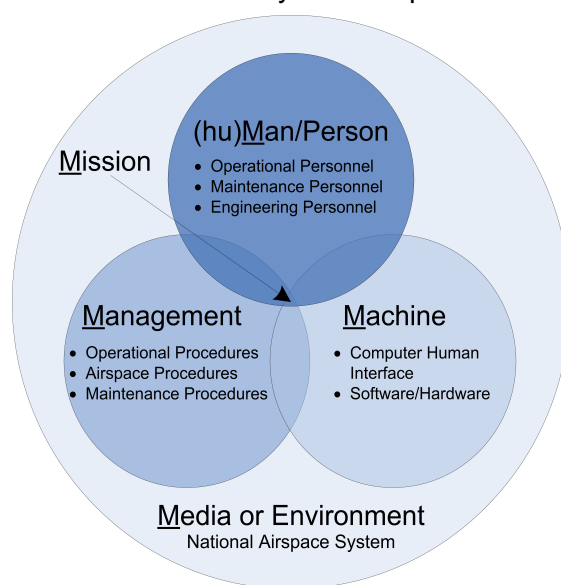 (hu)Man/Person
• Operational Personnel
• Maintenance Personnel
• Engineering Personnel
Mission
Management
• Operational Procedures
• Airspace Procedures
• Maintenance Procedures
Machine
• Computer Human
Interface
• Software/Hardware
Media or Environment
National Airspace System